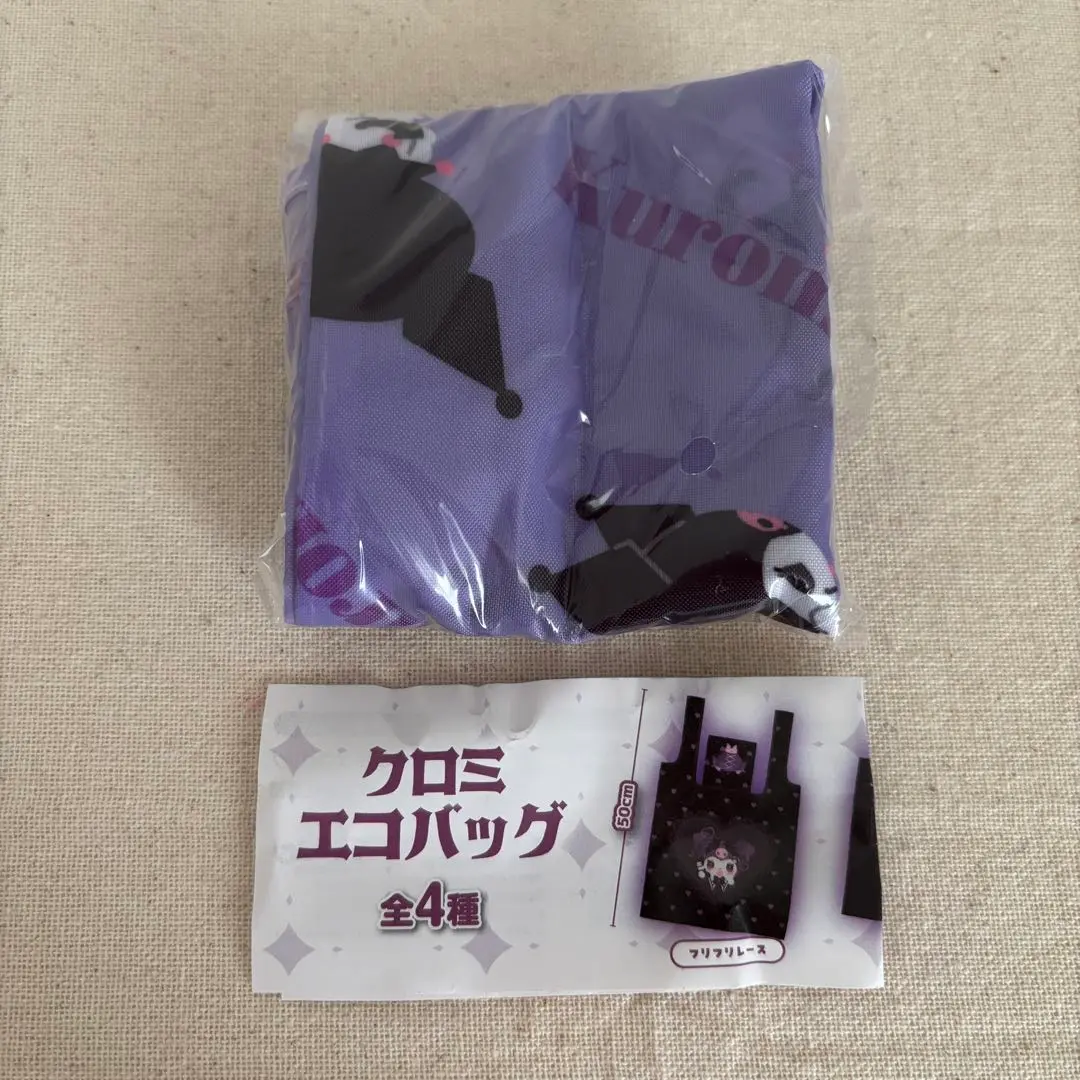 Kuromi
クロミ
エコバッグ
全4種
50cm
フリフリレース